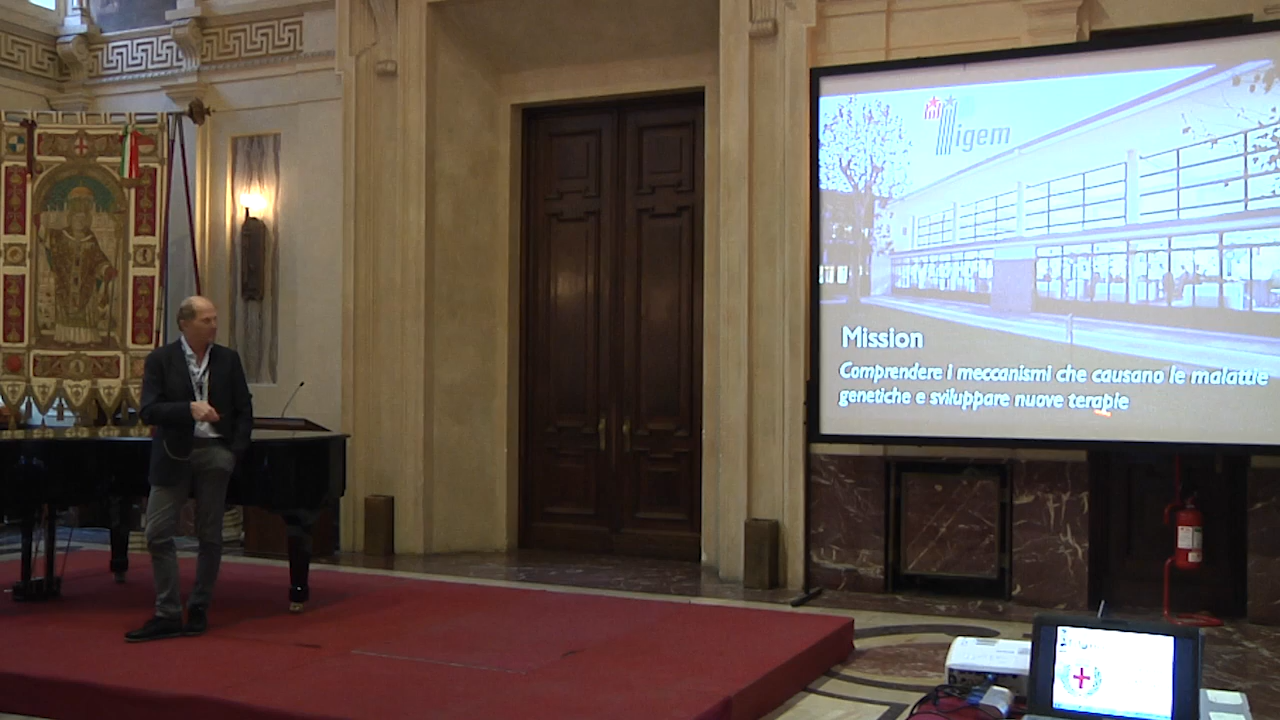 Tigem
Mission
Comprendere i meccanismi che causano le malattie
genetiche e sviluppare nuove terapie